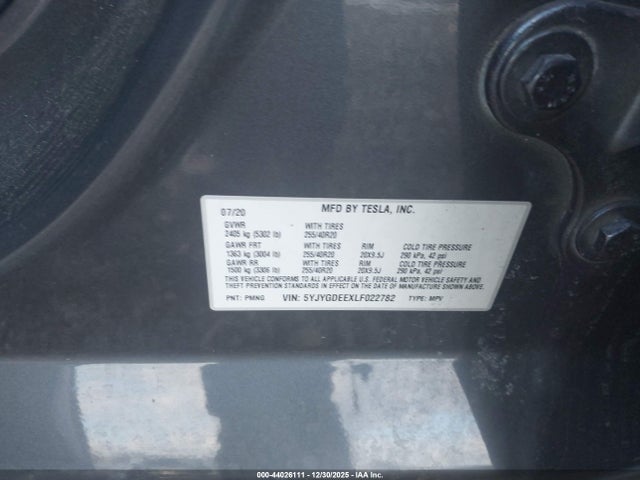 07/20 MFD BY TESLA, INC.
GVWR WITH TIRES
2405 kg (5302 lb) 255/40R20
GAWR FRT WITH TIRES RIM COLD TIRE PRESSURE
1363 kg (3004 lb) 255/40R20 20X9.5J 290 kPa, 42 psi
GAWR RR WITH TIRES RIM COLD TIRE PRESSURE
1500 kg (3306 lb) 255/40R20 20X9.5J 290 kPa, 42 psi
THIS VEHICLE CONFORMS TO ALL APPLICABLE U.S. FEDERAL MOTOR VEHICLE SAFETY AND
THEFT PREVENTION STANDARDS IN EFFECT ON THE DATE OF MANUFACTURE SHOWN ABOVE.
PNT: PMNG VIN: 5YJYGDEEXLF022782 TYPE: MPV
000-44026111 - 12/30/2025 - IAA Inc.